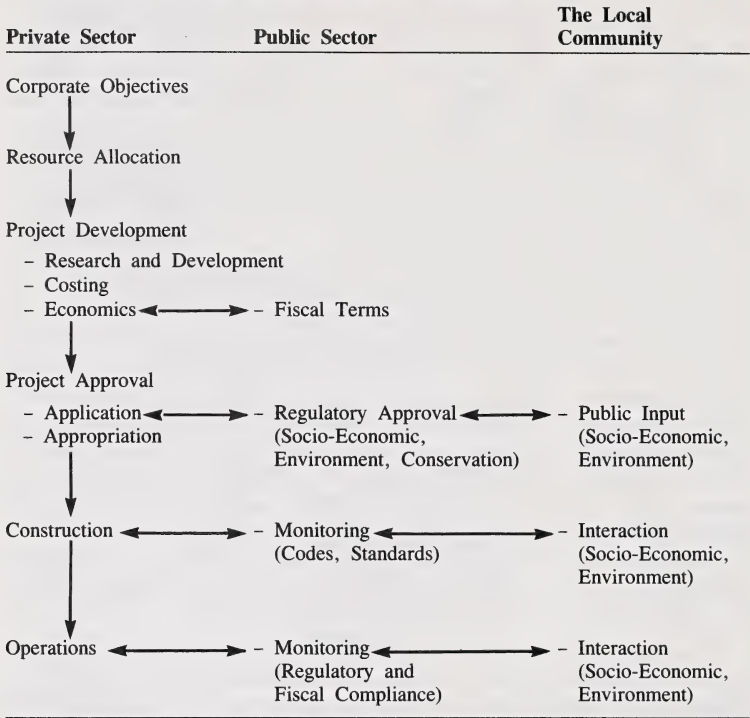 The Local
Private Sector Public Sector Community
Corporate Objectives
Resource Allocation
Project Development
– Research and Development
– Costing
– Economics – Fiscal Terms
Project Approval
– Application – Regulatory Approval – Public Input
– Appropriation (Socio-Economic, (Socio-Economic,
Environment, Conservation) Environment)
Construction – Monitoring – Interaction
(Codes, Standards) (Socio-Economic,
Environment)
Operations – Monitoring – Interaction
(Regulatory and (Socio-Economic,
Fiscal Compliance) Environment)